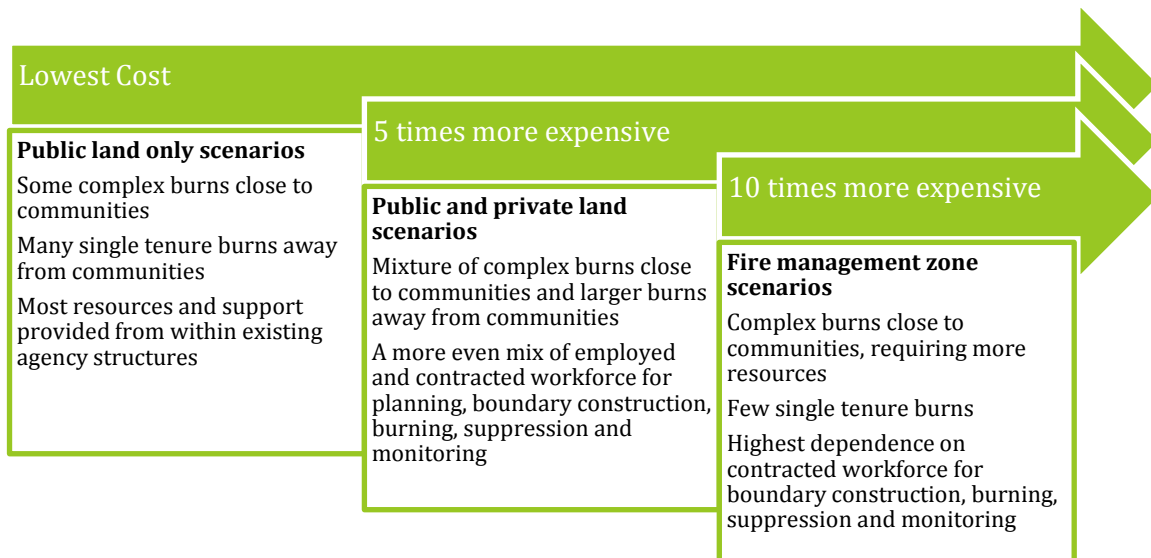 Lowest Cost
Public land only scenarios
Some complex burns close to
communities
Many single tenure burns away
from communities
Most resources and support
provided from within existing
agency structures
5 times more expensive
Public and private land
scenarios
Mixture of complex burns close
to communities and larger burns
away from communities
A more even mix of employed
and contracted workforce for
planning, boundary construction,
burning, suppression and
monitoring
10 times more expensive
Fire management zone
scenarios
Complex burns close to
communities, requiring more
resources
Few single tenure burns
Highest dependence on
contracted workforce for
boundary construction, burning,
suppression and monitoring